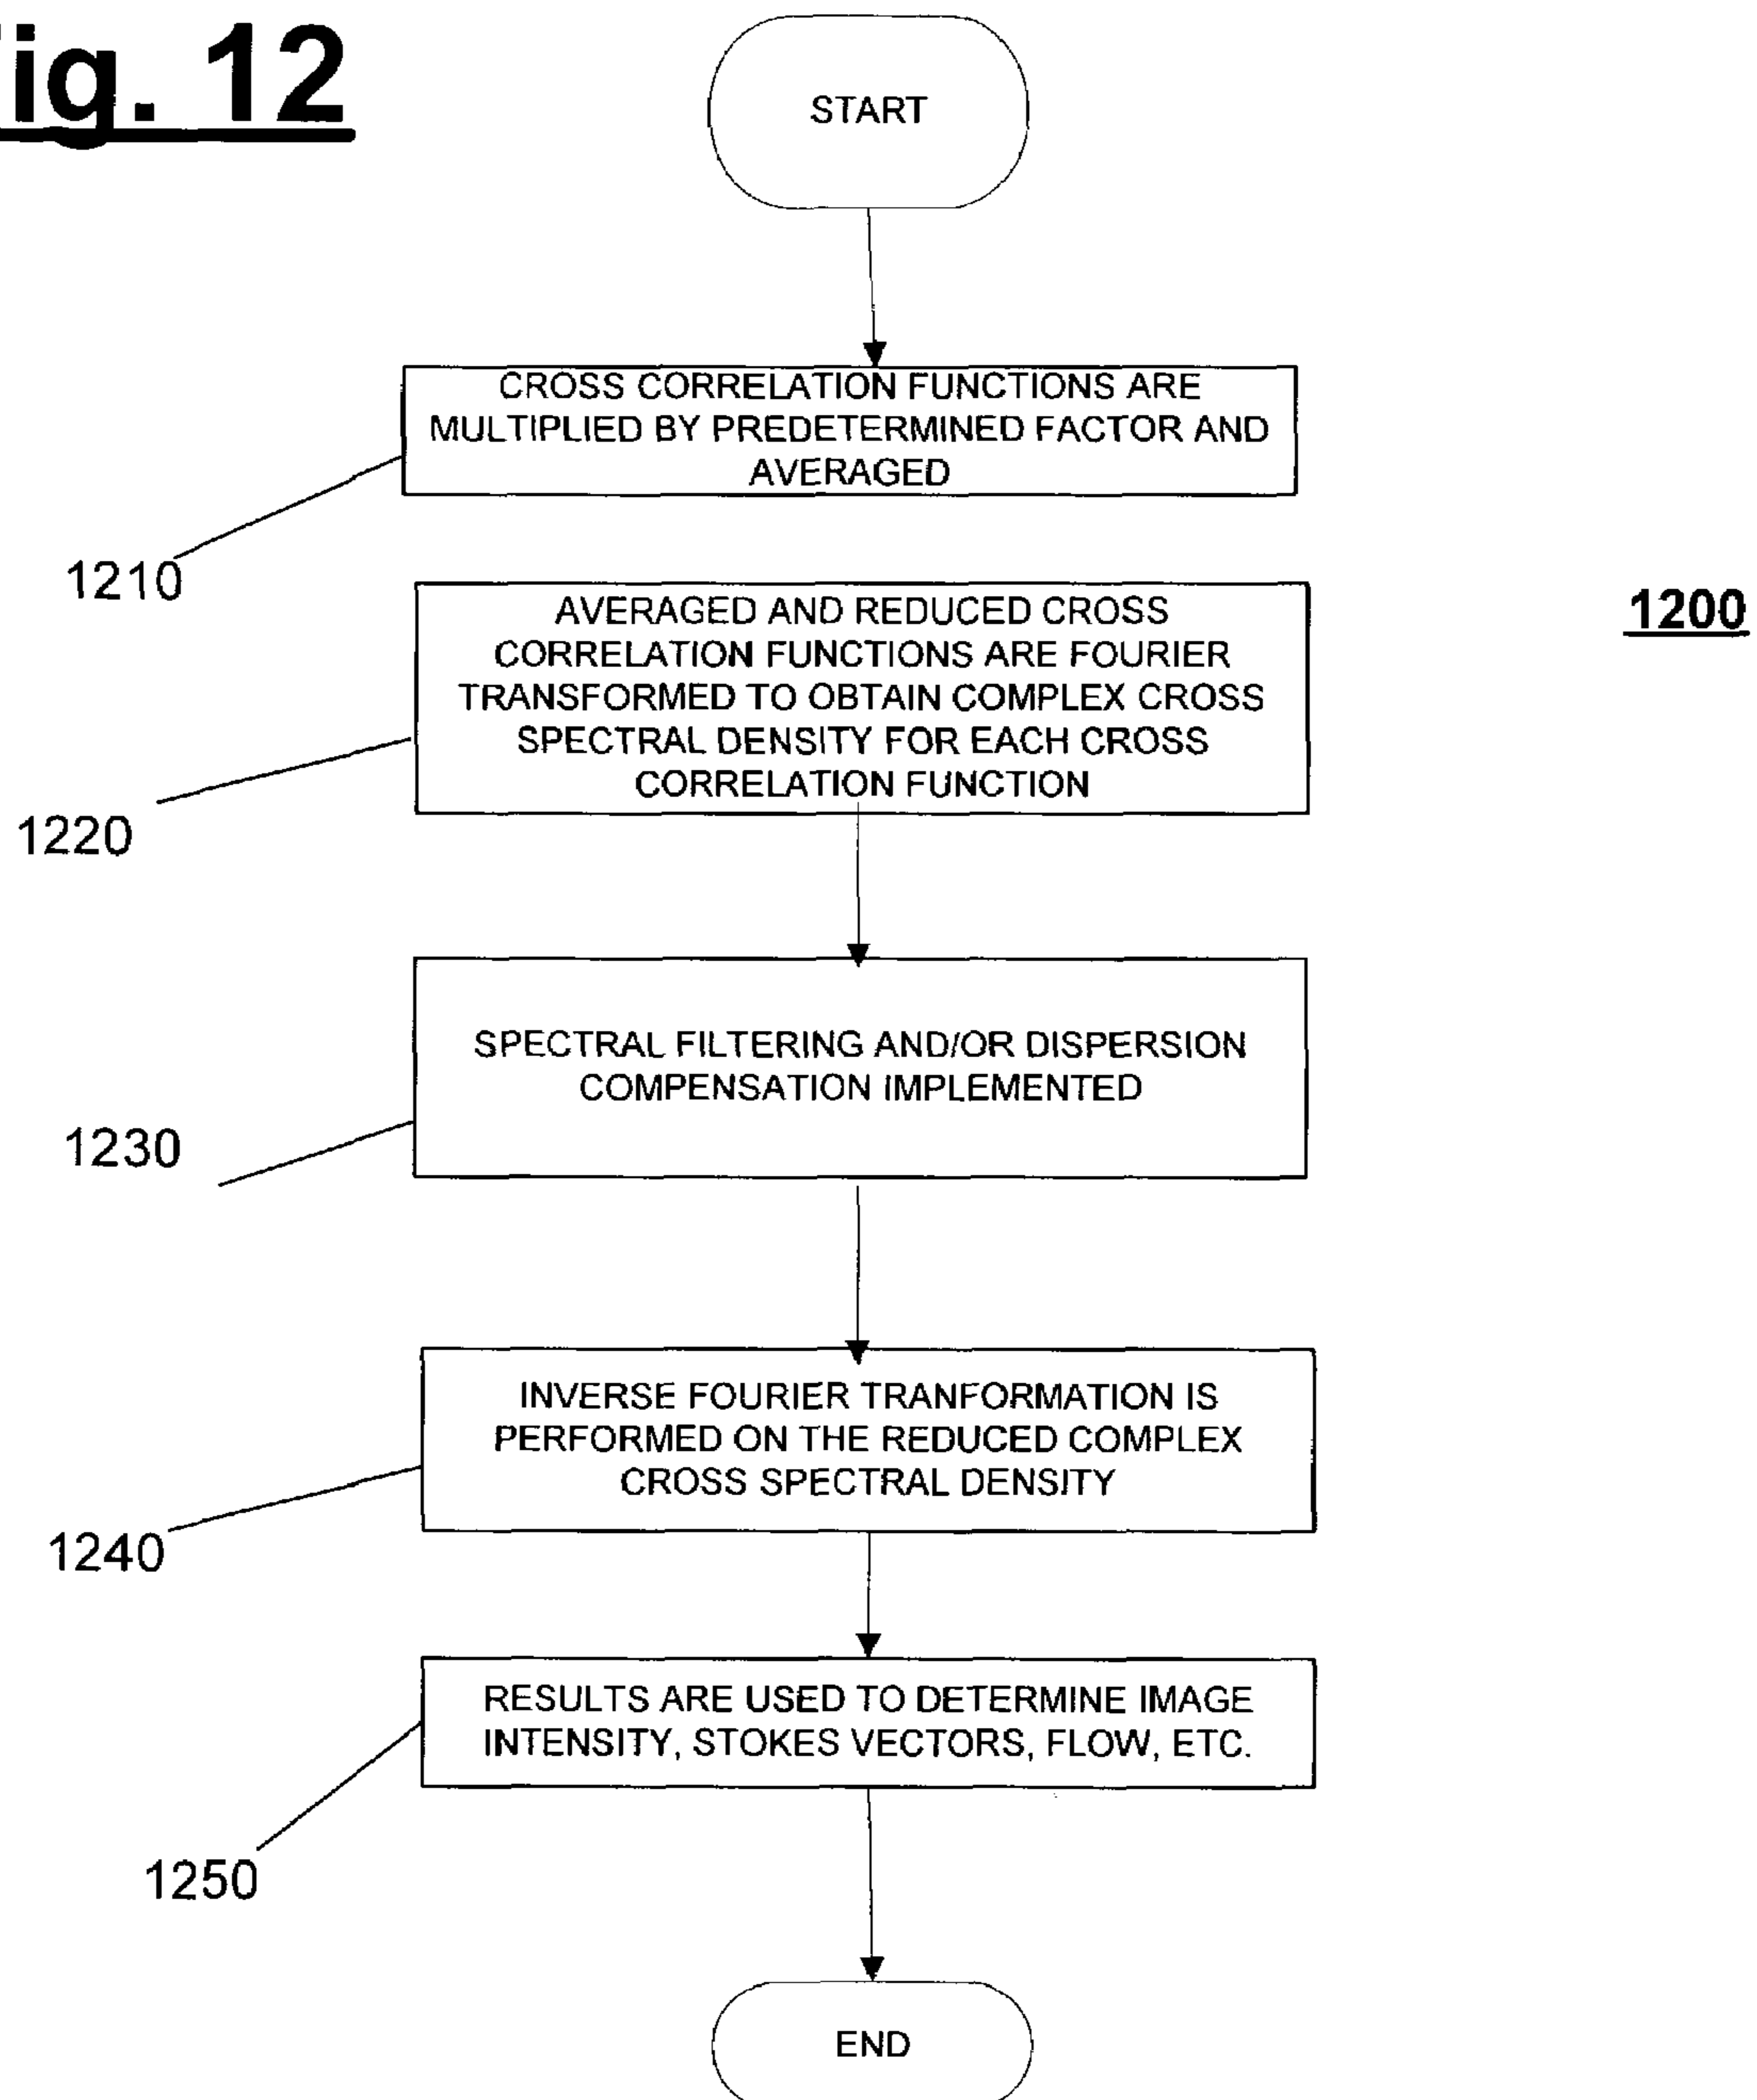 ig. 12
START
CROSS CORRELATION FUNCTIONS ARE
MULTIPLIED BY PREDETERMINED FACTOR AND
AVERAGED
1210
1200
AVERAGED AND REDUCED CROSS
CORRELATION FUNCTIONS ARE FOURIER
TRANSFORMED TO OBTAIN COMPLEX CROSS
SPECTRAL DENSITY FOR EACH CROSS
CORRELATION FUNCTION
1220
SPECTRAL FILTERING AND/OR DISPERSION
COMPENSATION IMPLEMENTED
1230
INVERSE FOURIER TRANFORMATION IS
PERFORMED ON THE REDUCED COMPLEX
CROSS SPECTRAL DENSITY
1240
RESULTS ARE USED TO DETERMINE IMAGE
INTENSITY, STOKES VECTORS, FLOW, ETC.
1250
END